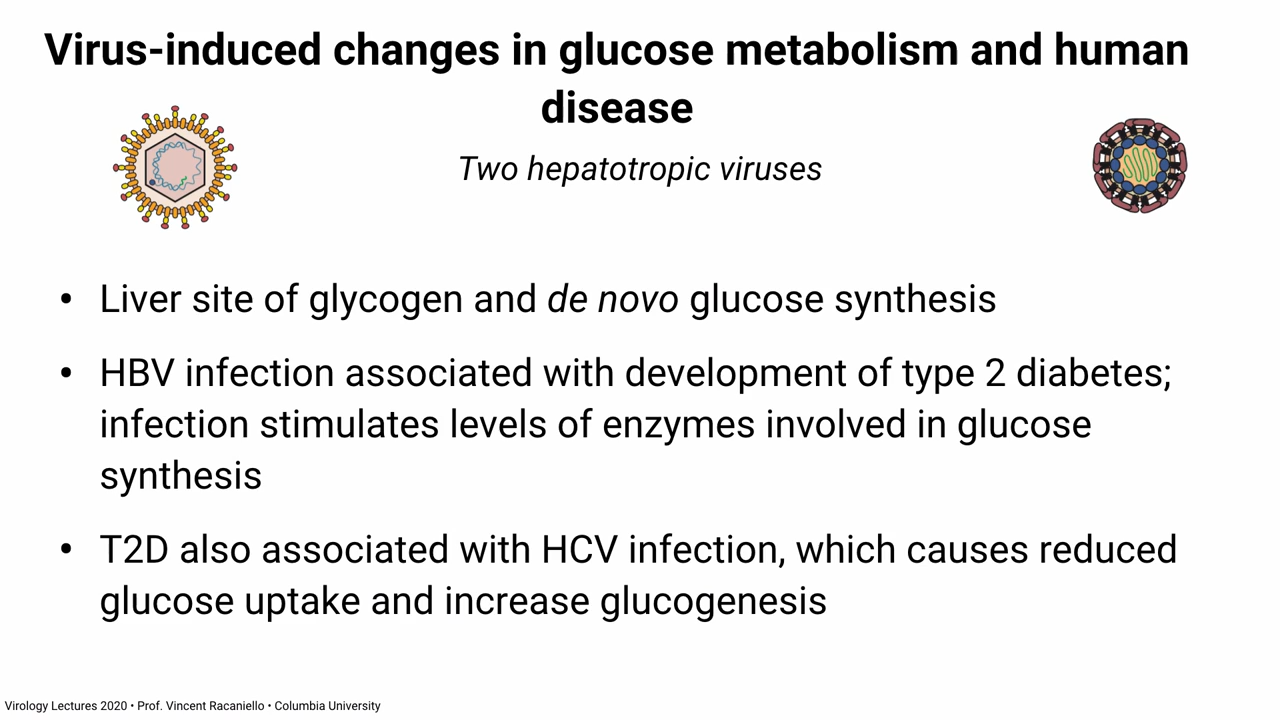 Virus-induced changes in glucose metabolism and human
disease
Two hepatotropic viruses
• Liver site of glycogen and de novo glucose synthesis
• HBV infection associated with development of type 2 diabetes;
infection stimulates levels of enzymes involved in glucose
synthesis
• T2D also associated with HCV infection, which causes reduced
glucose uptake and increase glucogenesis
Virology Lectures 2020 • Prof. Vincent Racaniello • Columbia University